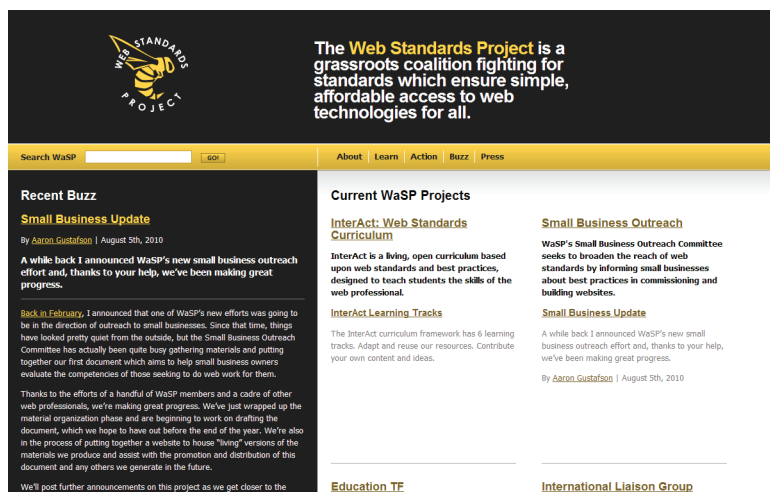 WEB STANDARDS
PROJECT
The Web Standards Project is a
grassroots coalition fighting for
standards which ensure simple,
affordable access to web
technologies for all.
Search WaSP
GO!
About
Learn
Action
Buzz
Press
Recent Buzz
Small Business Update
By Aaron Gustafson | August 5th, 2010
A while back I announced WaSP's new small business outreach
effort and, thanks to your help, we've been making great
progress.
Back in February, I announced that one of WaSP's new efforts was going to
be in the direction of outreach to small businesses. Since that time, things
have looked pretty quiet from the outside, but the Small Business Outreach
Committee has actually been quite busy gathering materials and putting
together our first document which aims to help small business owners
evaluate the competencies of those seeking to do web work for them.
Thanks to the efforts of a handful of WaSP members and a cadre of other
web professionals, we're making great progress. We've just wrapped up the
material organization phase and are beginning to work on drafting the
document, which we hope to have out before the end of the year. We're also
in the process of putting together a website to house "living" versions of the
materials we produce and assist with the promotion and distribution of this
document and any others we generate in the future.
We'll post further announcements on this project as we get closer to the
Current WaSP Projects
InterAct: Web Standards
Curriculum
InterAct is a living, open curriculum based
upon web standards and best practices,
designed to teach students the skills of the
web professional.
InterAct Learning Tracks
The InterAct curriculum framework has 6 learning
tracks. Adapt and reuse our resources. Contribute
your own content and ideas.
Small Business Outreach
WaSP's Small Business Outreach Committee
seeks to broaden the reach of web
standards by informing small businesses
about best practices in commissioning and
building websites.
Small Business Update
A while back I announced WaSP's new small
business outreach effort and, thanks to your help,
we've been making great progress.
By Aaron Gustafson | August 5th, 2010
Education TF
International Liaison Group